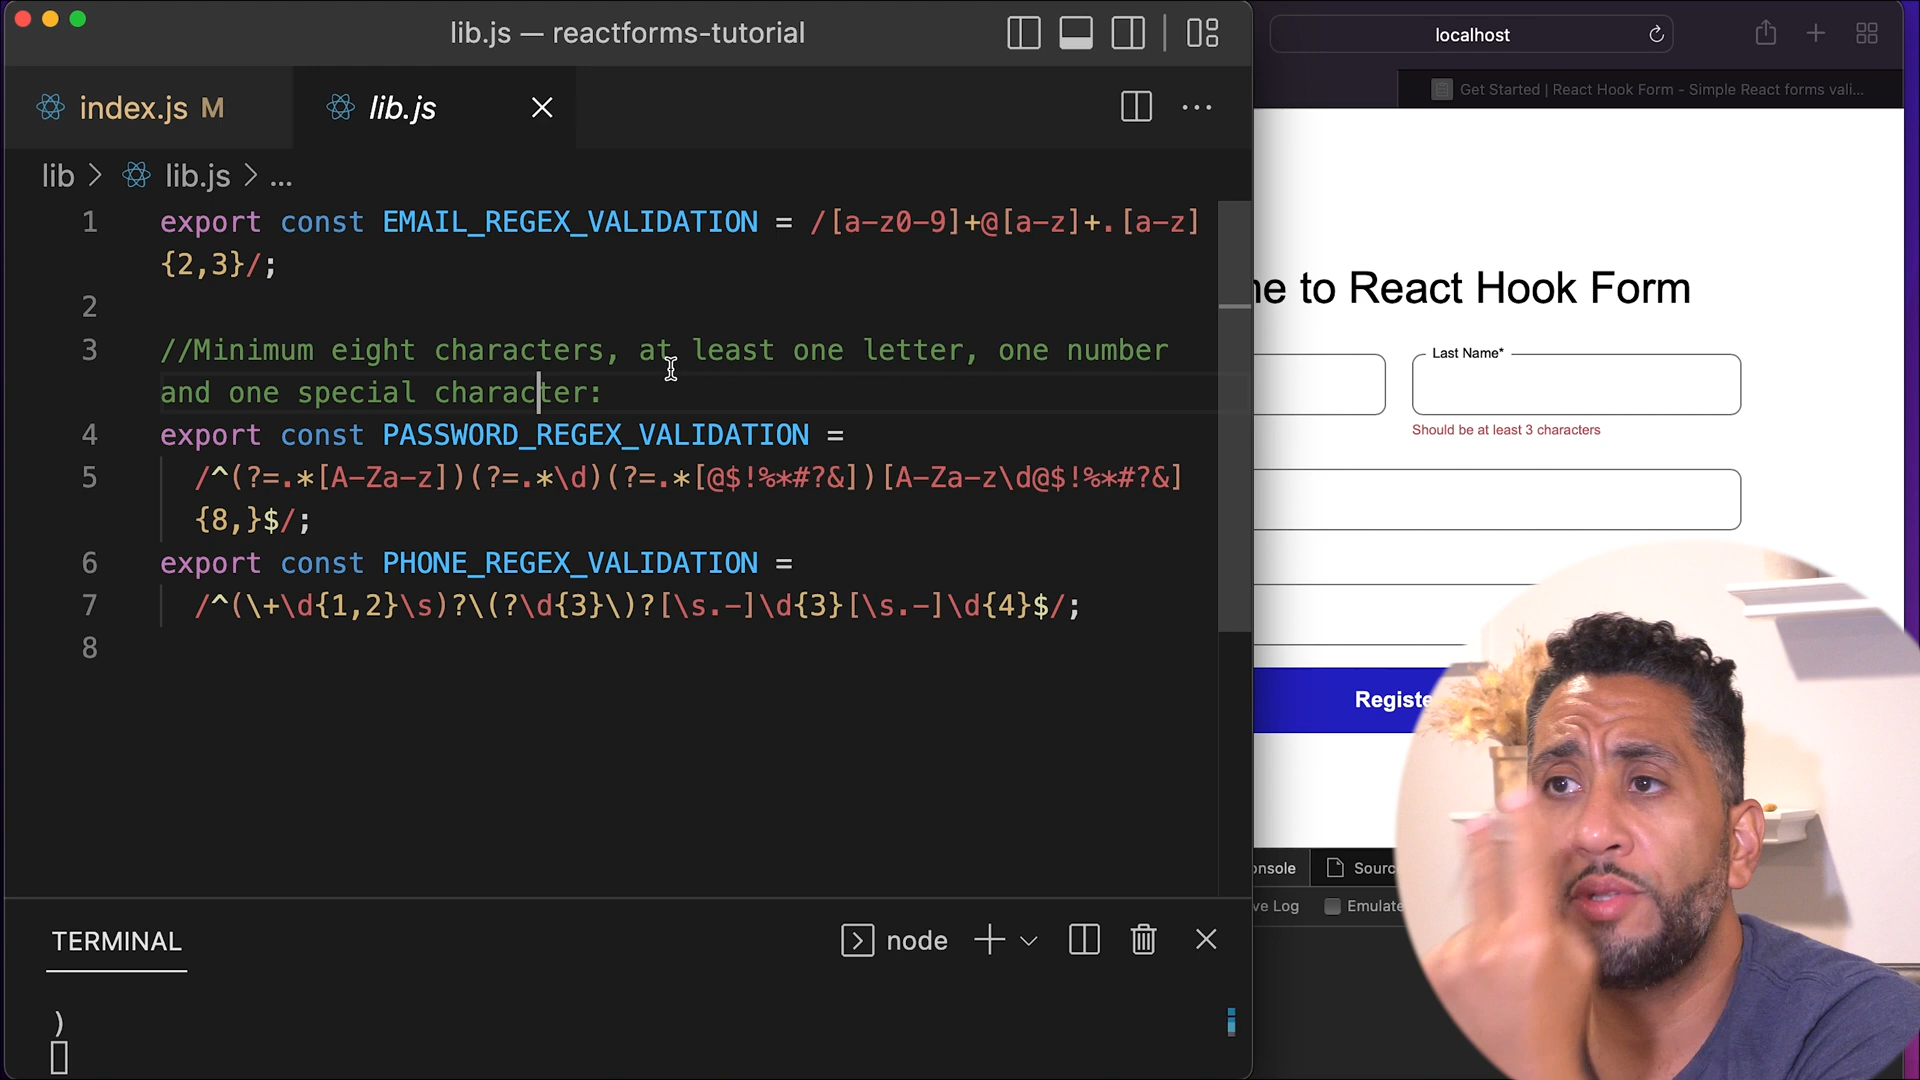 lib.js — reactforms-tutorial
index.js M
lib.js
lib > lib.js > ...
1 export const EMAIL_REGEX_VALIDATION = /[a-z0-9]+@[a-z]+.[a-z]
{2,3}/;
2
3 //Minimum eight characters, at least one letter, one number
and one special character:
4 export const PASSWORD_REGEX_VALIDATION =
5 /^(?=.*[A-Za-z])(?=.*\d)(?=.*[@$!%*#?&])[A-Za-z\d@$!%*#?&]
{8,}$/;
6 export const PHONE_REGEX_VALIDATION =
7 /^(\+\d{1,2}\s)?\(?\d{3}\)?[\s.-]\d{3}[\s.-]\d{4}$/;
8
TERMINAL
node
)
localhost
Get Started | React Hook Form - Simple React forms vali...
ne to React Hook Form
Last Name*
Should be at least 3 characters
Registe
onsole
Sourc
ve Log
Emulate